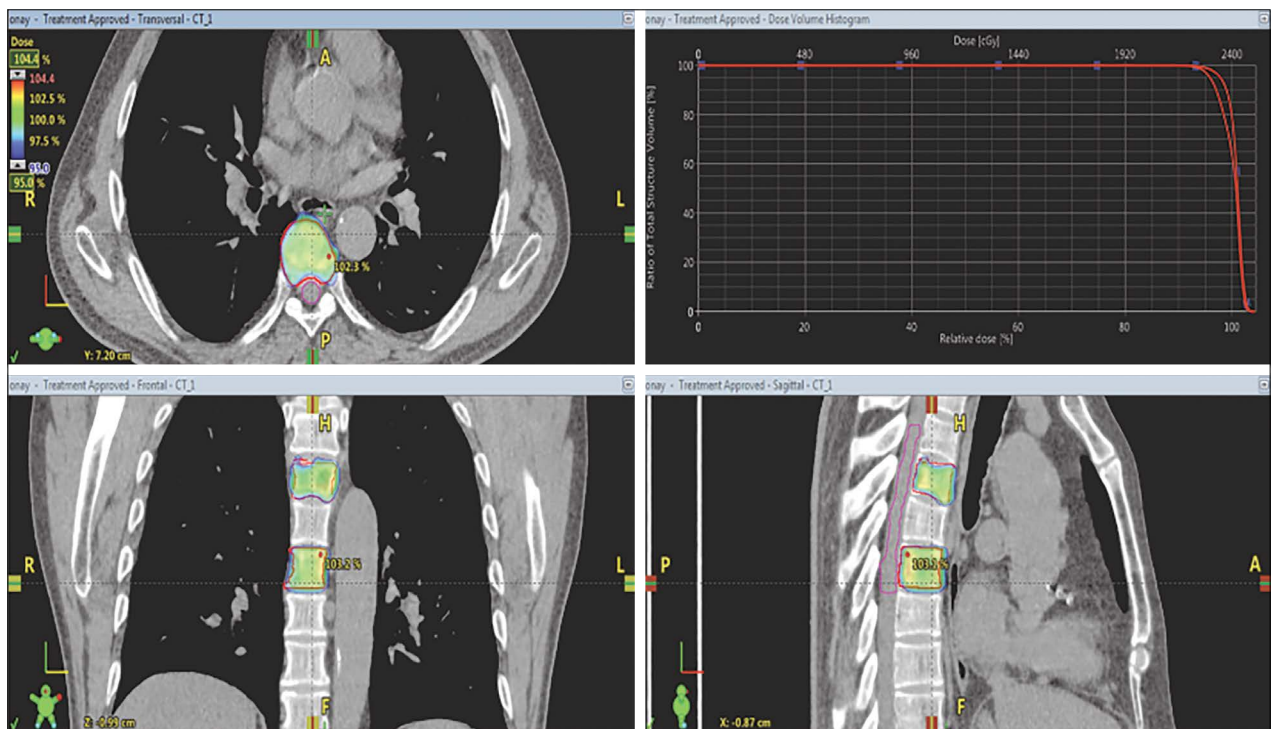 onay - Treatment Approved - Transversal - CT_1
Dose
104.4 %
104.4
102.5 %
100.0 %
97.5 %
95.0
95.0 %
A
R
L
102.3 %
P
Y: 7.20 cm
onay - Treatment Approved - Dose Volume Histogram
Dose [cGy]
0 480 960 1440 1920 2400
Ratio of Total Structure Volume [%]
100
80
60
40
20
0
0 20 40 60 80 100
Relative dose [%]
onay - Treatment Approved - Frontal - CT_1
H
R
L
103.2 %
F
Z: -0.99 cm
onay - Treatment Approved - Sagittal - CT_1
H
P
A
103.2 %
F
X: -0.87 cm